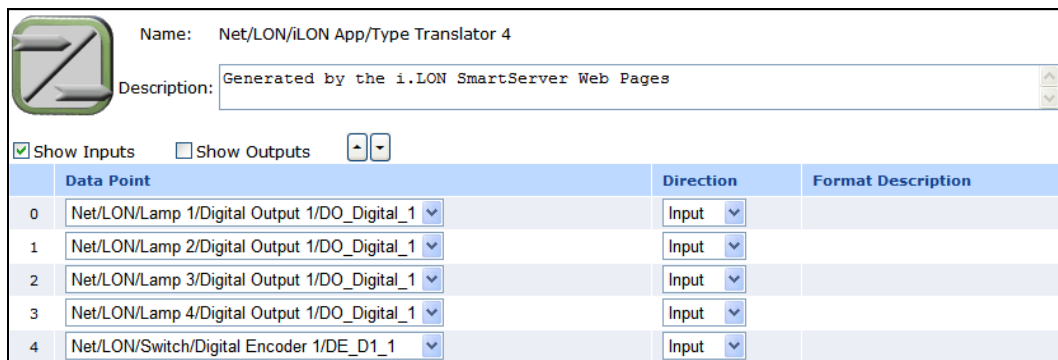 Name: Net/LON/iLON App/Type Translator 4
Description: Generated by the i.LON SmartServer Web Pages
Show Inputs Show Outputs
Data Point Direction Format Description
0 Net/LON/Lamp 1/Digital Output 1/DO_Digital_1 Input
1 Net/LON/Lamp 2/Digital Output 1/DO_Digital_1 Input
2 Net/LON/Lamp 3/Digital Output 1/DO_Digital_1 Input
3 Net/LON/Lamp 4/Digital Output 1/DO_Digital_1 Input
4 Net/LON/Switch/Digital Encoder 1/DE_D1_1 Input